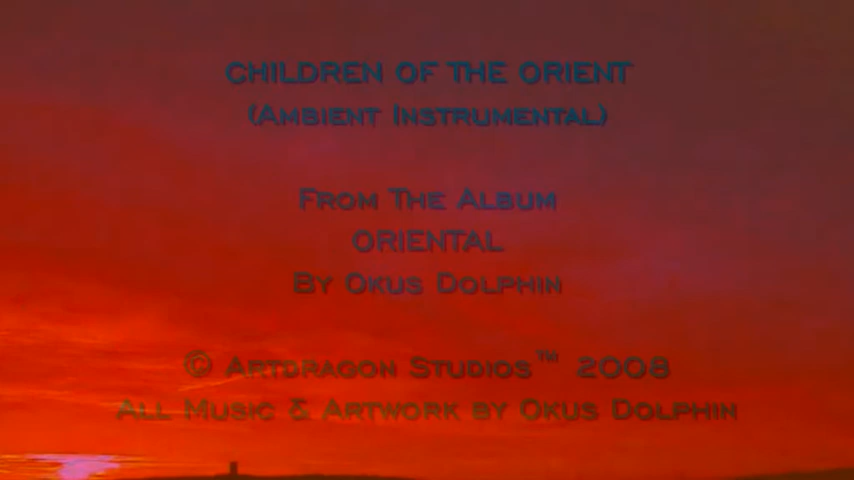 CHILDREN OF THE ORIENT
(AMBIENT INSTRUMENTAL)
FROM THE ALBUM
ORIENTAL
BY OKUS DOLPHIN
© ARTDRAGON STUDIOS™ 2008
ALL MUSIC & ARTWORK BY OKUS DOLPHIN